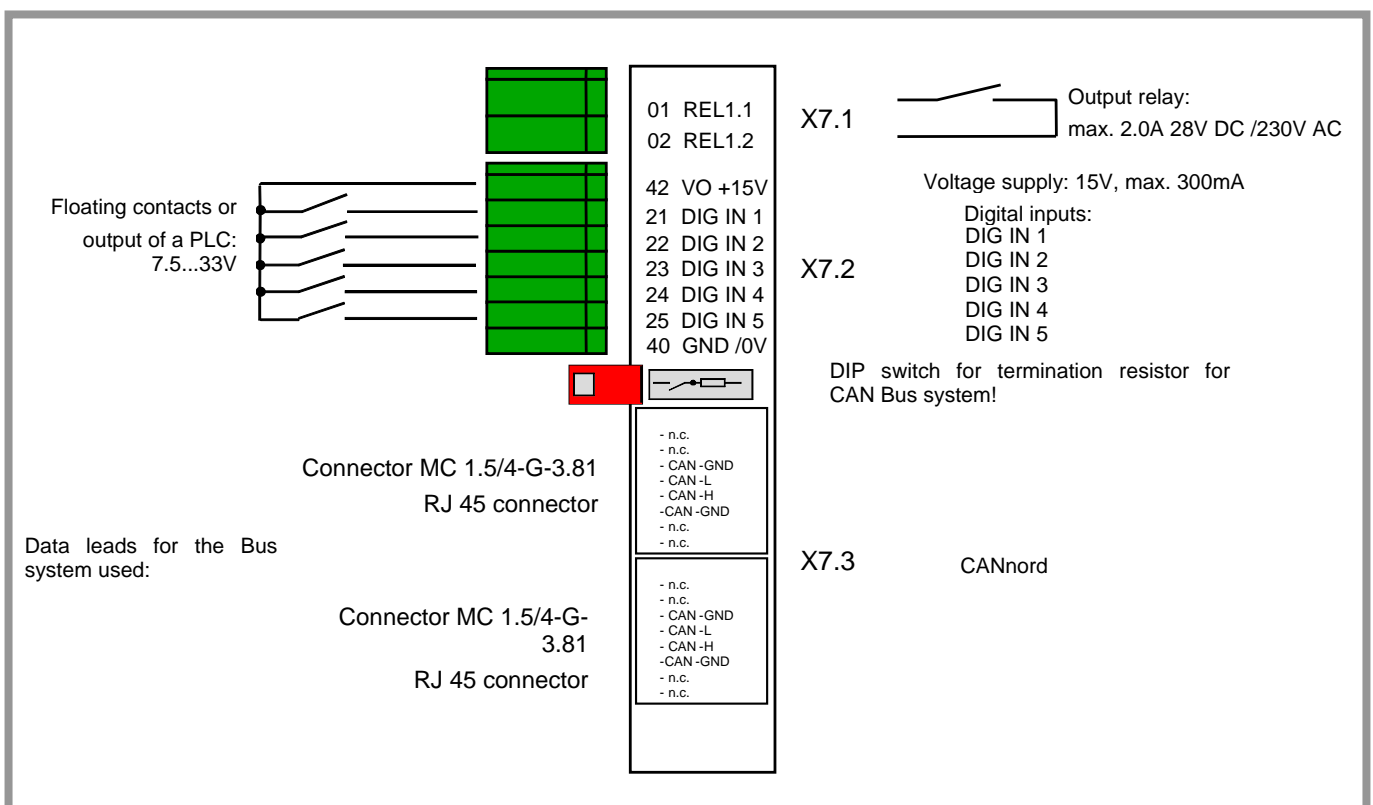 01 REL1.1
02 REL1.2
X7.1
Output relay:
max. 2.0A 28V DC /230V AC
Floating contacts or
output of a PLC:
7.5...33V
42 VO +15V
21 DIG IN 1
22 DIG IN 2
23 DIG IN 3
24 DIG IN 4
25 DIG IN 5
40 GND /0V
X7.2
Voltage supply: 15V, max. 300mA
Digital inputs:
DIG IN 1
DIG IN 2
DIG IN 3
DIG IN 4
DIG IN 5
DIP switch for termination resistor for
CAN Bus system!
Connector MC 1.5/4-G-3.81
RJ 45 connector
- n.c.
- n.c.
- CAN -GND
- CAN -L
- CAN -H
-CAN -GND
- n.c.
- n.c.
Data leads for the Bus
system used:
X7.3
CANnord
Connector MC 1.5/4-G-
3.81
RJ 45 connector
- n.c.
- n.c.
- CAN -GND
- CAN -L
- CAN -H
-CAN -GND
- n.c.
- n.c.